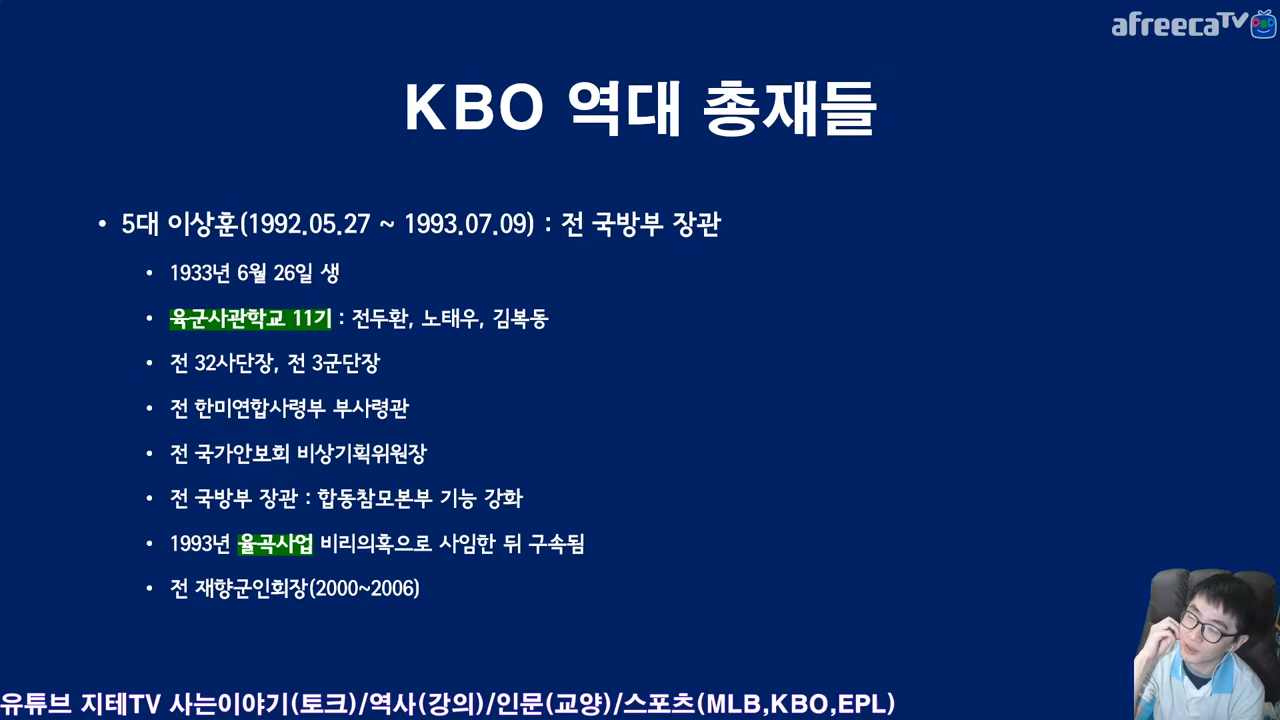 afreecaTV
KBO 역대 총재들
• 5대 이상훈(1992.05.27 ~ 1993.07.09) : 전 국방부 장관
• 1933년 6월 26일 생
• 육군사관학교 11기 : 전두환, 노태우, 김복동
• 전 32사단장, 전 3군단장
• 전 한미연합사령부 부사령관
• 전 국가안보회 비상기획위원장
• 전 국방부 장관 : 합동참모본부 기능 강화
• 1993년 율곡사업 비리의혹으로 사임한 뒤 구속됨
• 전 재향군인회장(2000~2006)
유튜브 지테TV 사는이야기(토크)/역사(강의)/인문(교양)/스포츠(MLB,KBO,EPL)